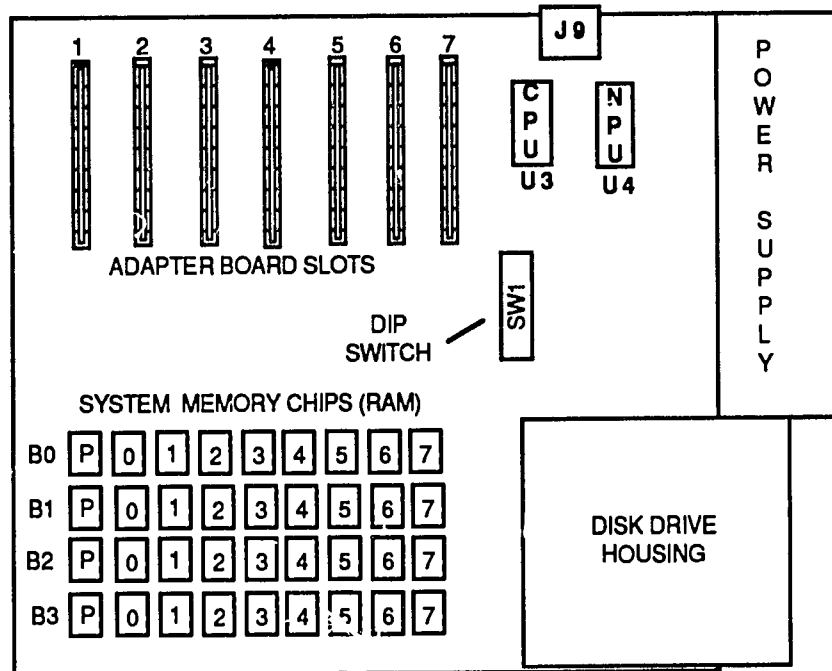 1 2 3 4 5 6 7
J9
CPU
U3
NPU
U4
POWER SUPPLY
ADAPTER BOARD SLOTS
SW1
DIP
SWITCH
SYSTEM MEMORY CHIPS (RAM)
B0 P 0 1 2 3 4 5 6 7
B1 P 0 1 2 3 4 5 6 7
B2 P 0 1 2 3 4 5 6 7
B3 P 0 1 2 3 4 5 6 7
DISK DRIVE
HOUSING